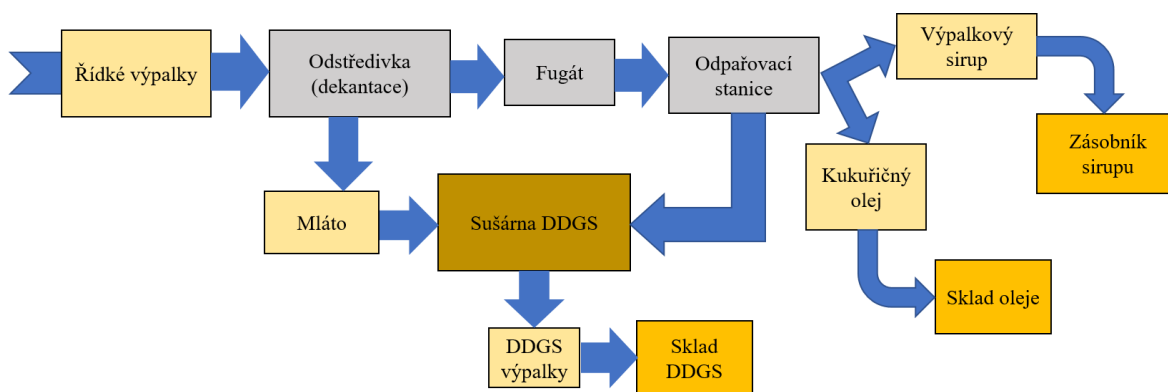 Řídké výpalky
Odstředivka
(dekantace)
Fugát
Odpařovací
stanice
Výpalkový
sirup
Zásobník
sirupu
Kukuřičný
olej
Mláto
Sušárna DDGS
Sklad oleje
DDGS
výpalky
Sklad
DDGS